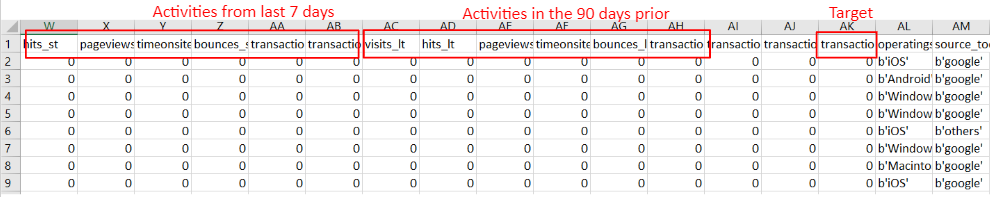 Activities from last 7 days Activities in the 90 days prior Target
W X Y Z AA AB AC AD AE AF AG AH AI AJ AK AL AM
1 hits_st pageviews timeonsite bounces_s transactio transactio visits_lt hits_lt pageviews timeonsite bounces_l transactio transactio transactio transactio operatings source_to
2 0 0 0 0 0 0 0 0 0 0 0 0 0 0 0 b'iOS' b'google'
3 0 0 0 0 0 0 0 0 0 0 0 0 0 0 0 b'Android' b'google'
4 0 0 0 0 0 0 0 0 0 0 0 0 0 0 0 b'Window b'google'
5 0 0 0 0 0 0 0 0 0 0 0 0 0 0 0 b'Window b'google'
6 0 0 0 0 0 0 0 0 0 0 0 0 0 0 0 b'iOS' b'others'
7 0 0 0 0 0 0 0 0 0 0 0 0 0 0 0 b'Window b'google'
8 0 0 0 0 0 0 0 0 0 0 0 0 0 0 0 b'Macinto b'google'
9 0 0 0 0 0 0 0 0 0 0 0 0 0 0 0 b'iOS' b'google'